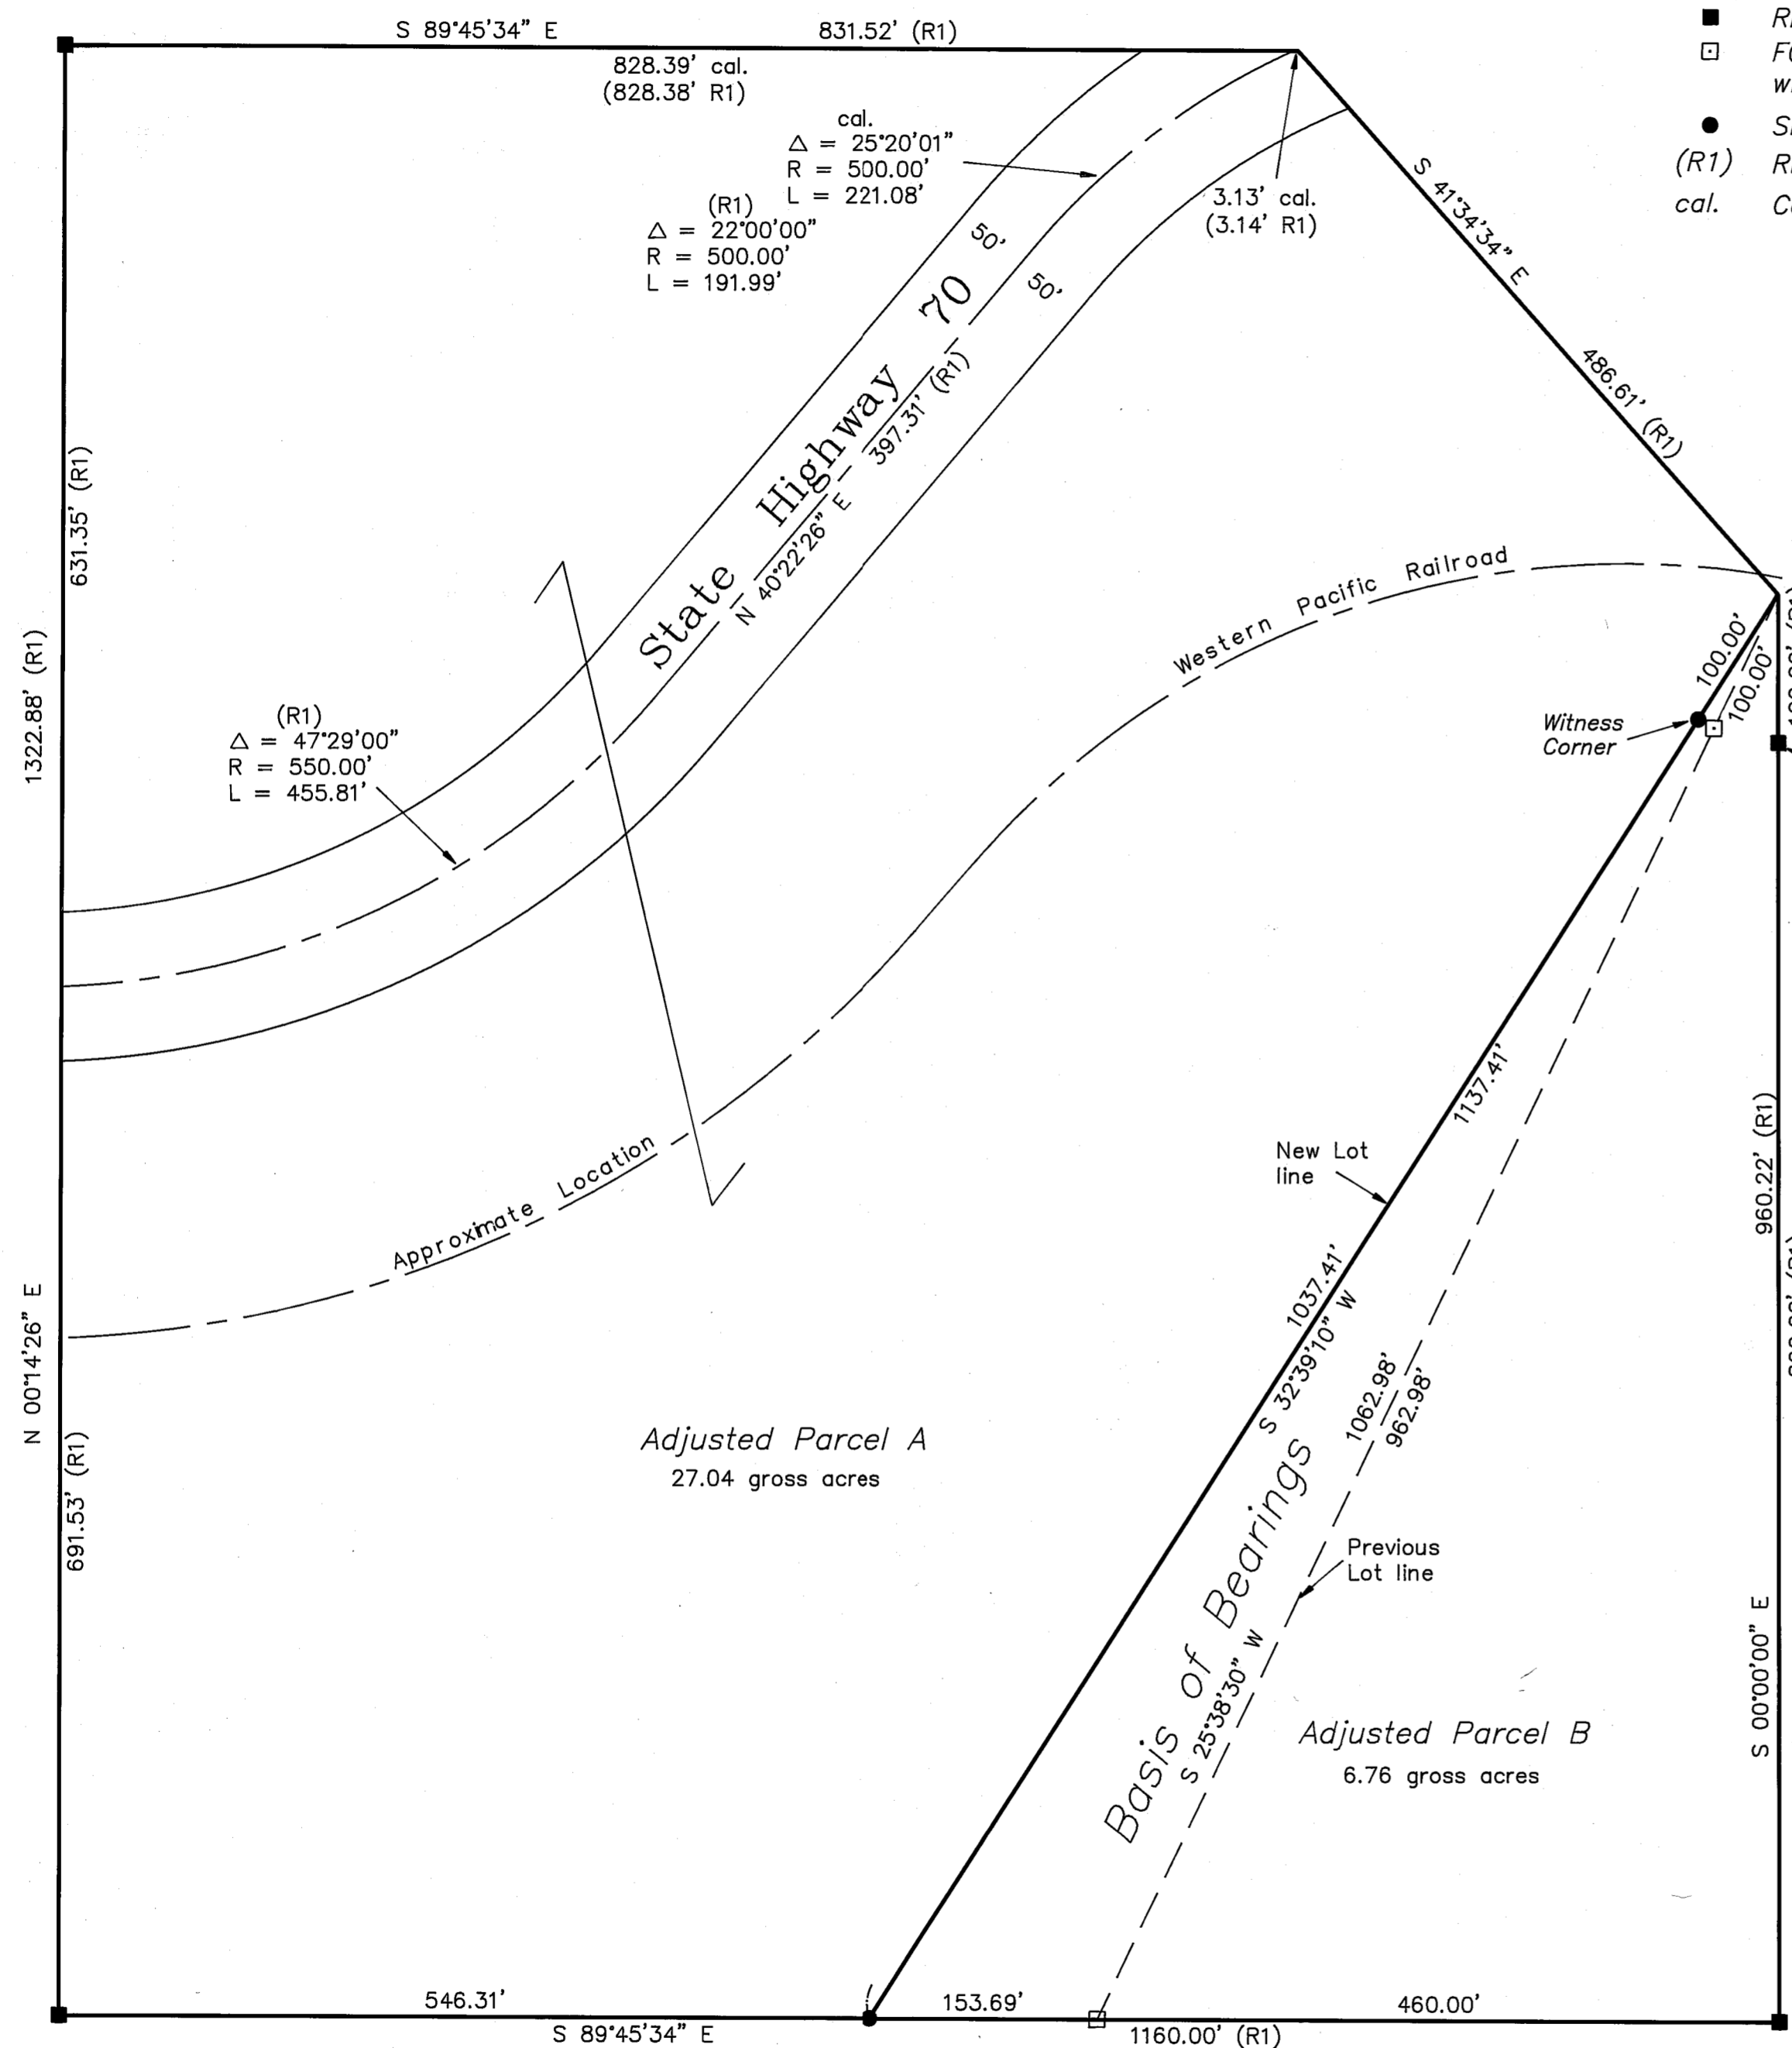 S 89°45'34" E
831.52' (R1)
828.39' cal.
(828.38' R1)
cal.
Δ = 25°20'01"
R = 500.00'
L = 221.08'
(R1)
Δ = 22°00'00"
R = 500.00'
L = 191.99'
3.13' cal.
(3.14' R1)
(R1)
cal.
S 41°34'34" E
486.61' (R1)
50'
50'
State Highway 70
N 40°22'26" E
397.31' (R1)
631.35' (R1)
1322.88' (R1)
N 00°14'26" E
691.53' (R1)
(R1)
Δ = 47°29'00"
R = 550.00'
L = 455.81'
Western Pacific Railroad
Approximate Location
100.00'
100.00'
Witness
Corner
1137.41'
New Lot
line
1037.41'
S 32°39'10" W
1062.98'
962.98'
960.22' (R1)
S 00°00'00" E
Adjusted Parcel A
27.04 gross acres
Basis of Bearings
S 25°38'30" W
Previous
Lot line
Adjusted Parcel B
6.76 gross acres
546.31'
153.69'
460.00'
S 89°45'34" E
1160.00' (R1)